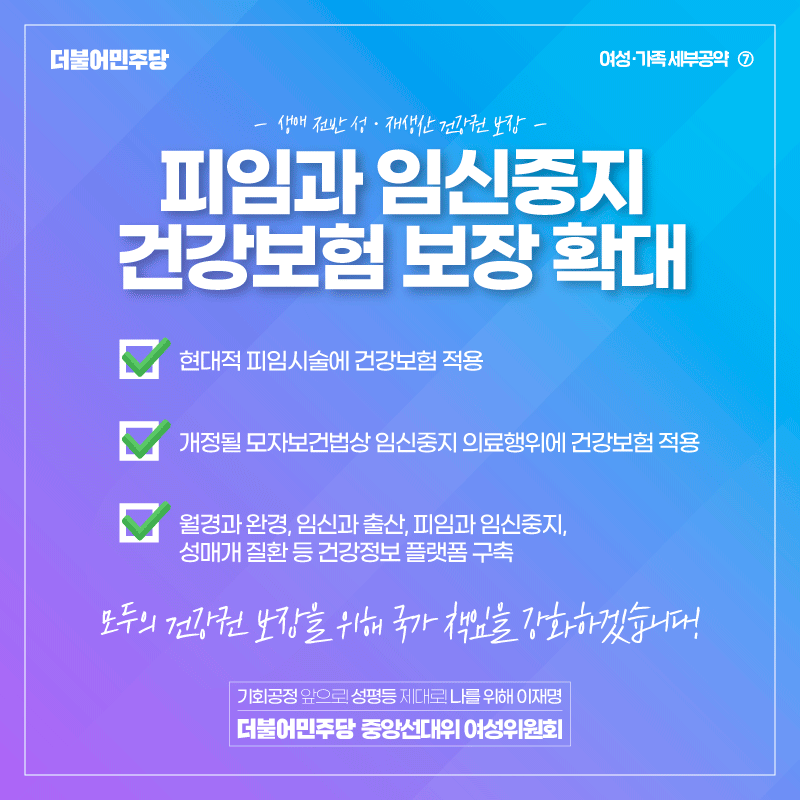 더불어민주당
여성·가족 세부공약 ⑦
– 생애 전반 성·재생산 건강권 보장 –
피임과 임신중지
건강보험 보장 확대
현대적 피임시술에 건강보험 적용
개정될 모자보건법상 임신중지 의료행위에 건강보험 적용
월경과 완경, 임신과 출산, 피임과 임신중지,
성매개 질환 등 건강정보 플랫폼 구축
모두의 건강권 보장을 위해 국가 책임을 강화하겠습니다!
기회공정 앞으로! 성평등 제대로! 나를 위해 이재명
더불어민주당 중앙선대위 여성위원회